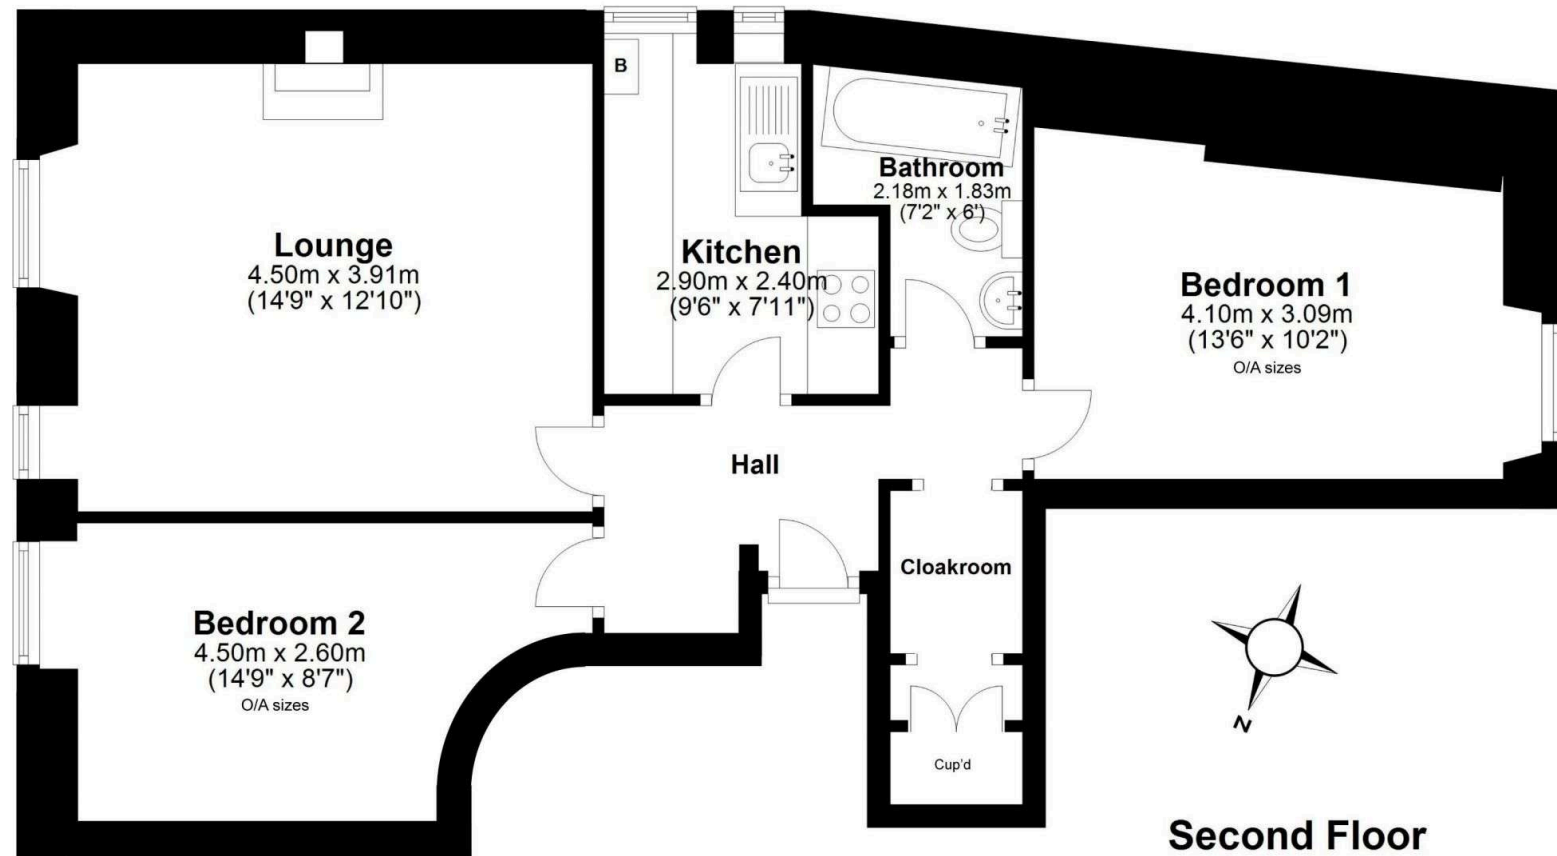 B
Bathroom
2.18m x 1.83m
(7'2" x 6')
Lounge
4.50m x 3.91m
(14'9" x 12'10")
Kitchen
2.90m x 2.40m
(9'6" x 7'11")
Bedroom 1
4.10m x 3.09m
(13'6" x 10'2")
O/A sizes
Hall
Cloakroom
Bedroom 2
4.50m x 2.60m
(14'9" x 8'7")
O/A sizes
N
Cup'd
Second Floor